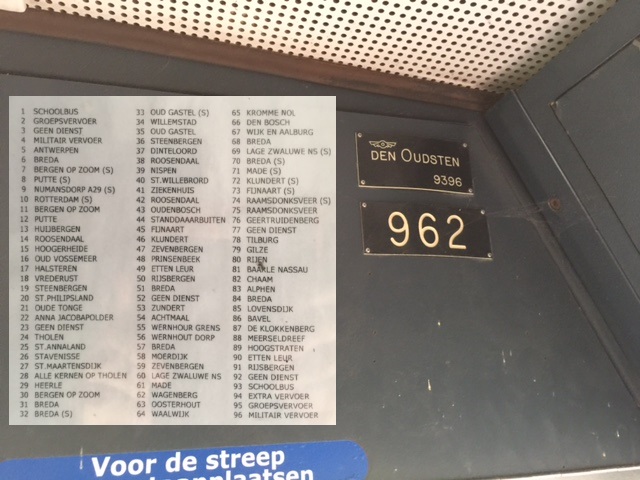 1 SCHOOLBUS
2 GROEPSVERVOER
3 GEEN DIENST
4 MILITAIR VERVOER
5 ANTWERPEN
6 BREDA
7 BERGEN OP ZOOM (S)
8 PUTTE (S)
9 NUMANSDORP A29 (S)
10 ROTTERDAM (S)
11 BERGEN OP ZOOM
12 PUTTE
13 HUIJBERGEN
14 ROOSENDAAL
15 HOOGERHEIDE
16 OUD VOSSEMEER
17 HALSTEREN
18 VREDERUST
19 STEENBERGEN
20 ST.PHILIPSLAND
21 OUDE TONGE
22 ANNA JACOBAPOLDER
23 GEEN DIENST
24 THOLEN
25 ST.ANNALAND
26 STAVENISSE
27 ST.MAARTENSDIJK
28 ALLE KERNEN OP THOLEN
29 HEERLE
30 BERGEN OP ZOOM
31 BREDA
32 BREDA (S)
33 OUD GASTEL (S)
34 WILLEMSTAD
35 OUD GASTEL
36 STEENBERGEN
37 DINTELOORD
38 ROOSENDAAL
39 NISPEN
40 ST.WILLEBRORD
41 ZIEKENHUIS
42 ROOSENDAAL
43 OUDENBOSCH
44 STANDDAAARBUITEN
45 FIJNAART
46 KLUNDERT
47 ZEVENBERGEN
48 PRINSENBEEK
49 ETTEN LEUR
50 RIJSBERGEN
51 BREDA
52 GEEN DIENST
53 ZUNDERT
54 ACHTMAAL
55 WERNHOUR GRENS
56 WERNHOUT DORP
57 BREDA
58 MOERDIJK
59 ZEVENBERGEN
60 LAGE ZWALUWE NS
61 MADE
62 WAGENBERG
63 OOSTERHOUT
64 WAALWIJK
65 KROMME NOL
66 DEN BOSCH
67 WIJK EN AALBURG
68 BREDA
69 LAGE ZWALUWE NS (S)
70 BREDA (S)
71 MADE (S)
72 KLUNDERT (S)
73 FIJNAART (S)
74 RAAMSDONKSVEER (S)
75 RAAMSDONKSVEER
76 GEERTRUIDENBERG
77 GEEN DIENST
78 TILBURG
79 GILZE
80 RIJEN
81 BAARLE NASSAU
82 CHAAM
83 ALPHEN
84 BREDA
85 LOVENSDIJK
86 BAVEL
87 DE KLOKKENBERG
88 MEERSELDREEF
89 HOOGSTRATEN
90 ETTEN LEUR
91 RIJSBERGEN
92 GEEN DIENST
93 SCHOOLBUS
94 EXTRA VERVOER
95 GROEPSVERVOER
96 MILITAIR VERVOER
DEN OUDSTEN
9396
962
Voor de streep